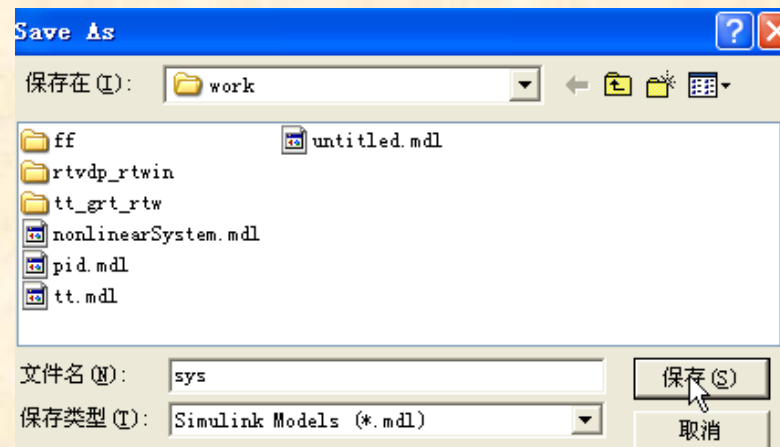 Save As
保存在(I): work
ff untitled.mdl
rtvdp_rtwin
tt_grt_rtw
nonlinearSystem.mdl
pid.mdl
tt.mdl
文件名(N): sys 保存(S)
保存类型(T): Simulink Models (*.mdl) 取消